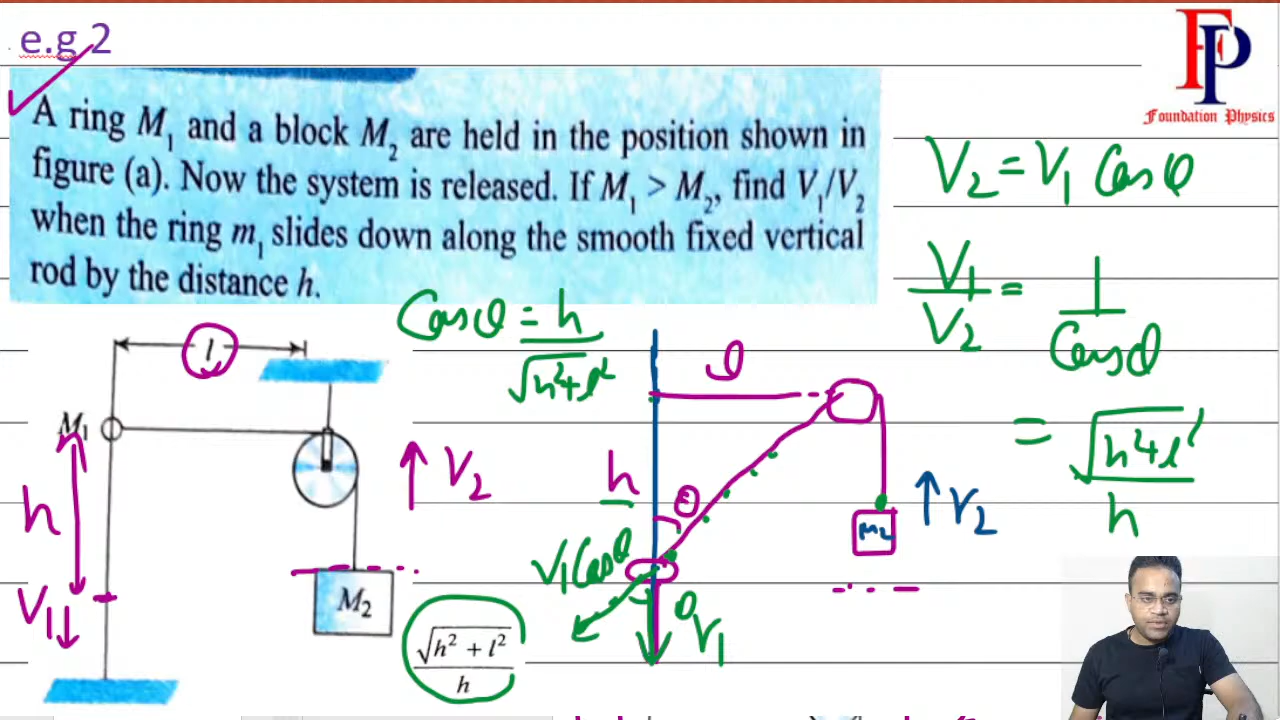 e.g 2
FP
Foundation Physics
A ring M₁ and a block M₂ are held in the position shown in
figure (a). Now the system is released. If M₁ > M₂, find V₁/V₂
when the ring m₁ slides down along the smooth fixed vertical
rod by the distance h.
V₂ = V₁ Cosθ
V₁/V₂ = 1/Cosθ
= √h²+l²/h
Cosθ = h/√h²+l²
l
M₁
h
V₁↓
↑ V₂
M₂
√h² + l²/h
l
h
θ
V₁Cosθ
θ
V₁
M₂
↑ V₂